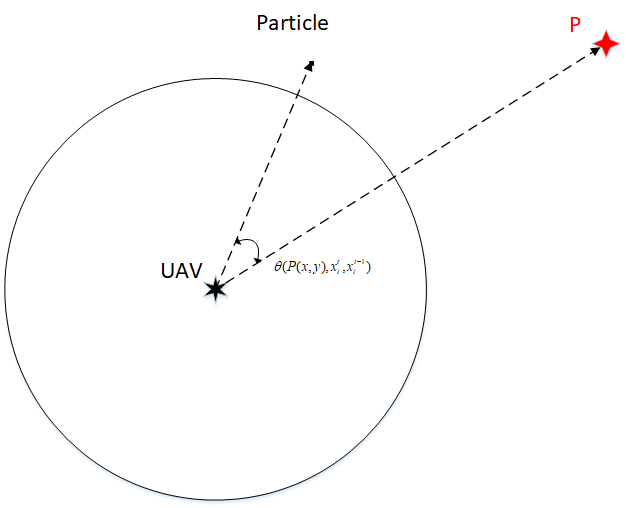 P
Particle
UAV
θ(P(x,y),x_i^t,x_i^{t-1})